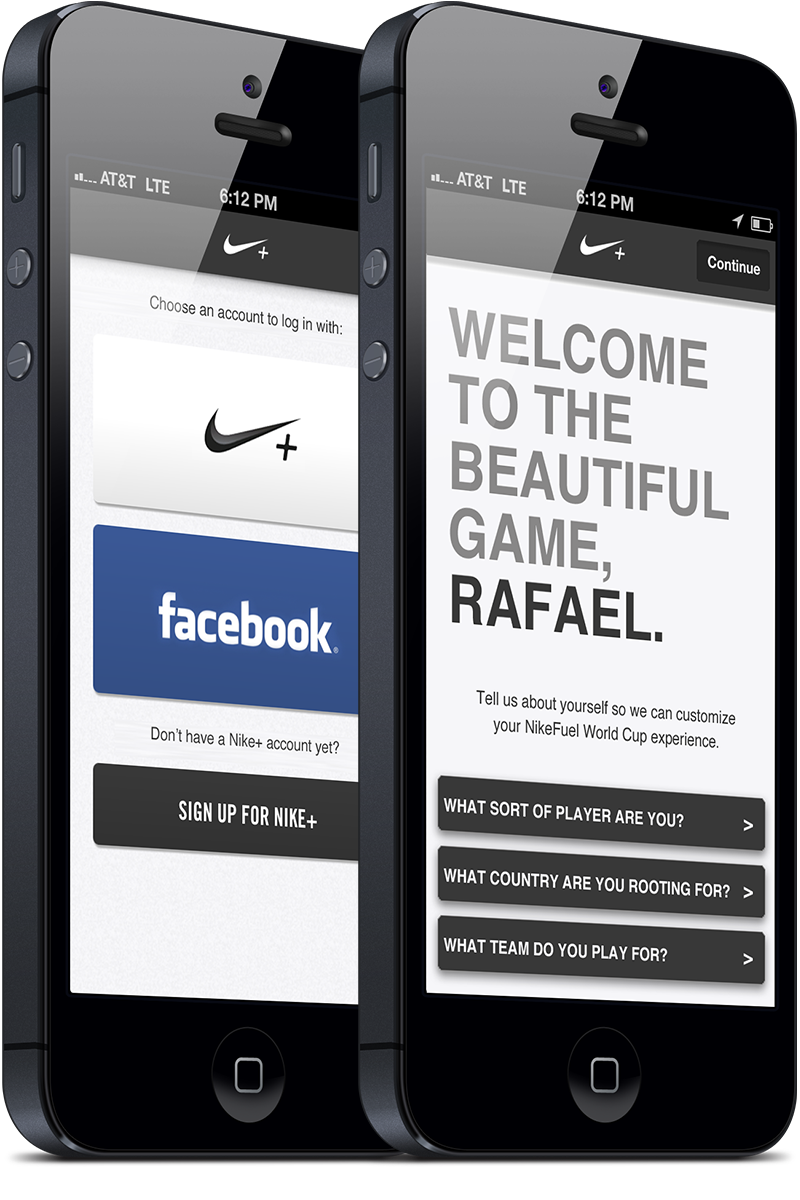 AT&T LTE
6:12 PM
+
Choose an account to log in with:
+
facebook®
Don't have a Nike+ account yet?
SIGN UP FOR NIKE+
AT&T LTE
6:12 PM
+
Continue
WELCOME
TO THE
BEAUTIFUL
GAME,
RAFAEL.
Tell us about yourself so we can customize
your NikeFuel World Cup experience.
WHAT SORT OF PLAYER ARE YOU? >
WHAT COUNTRY ARE YOU ROOTING FOR? >
WHAT TEAM DO YOU PLAY FOR? >